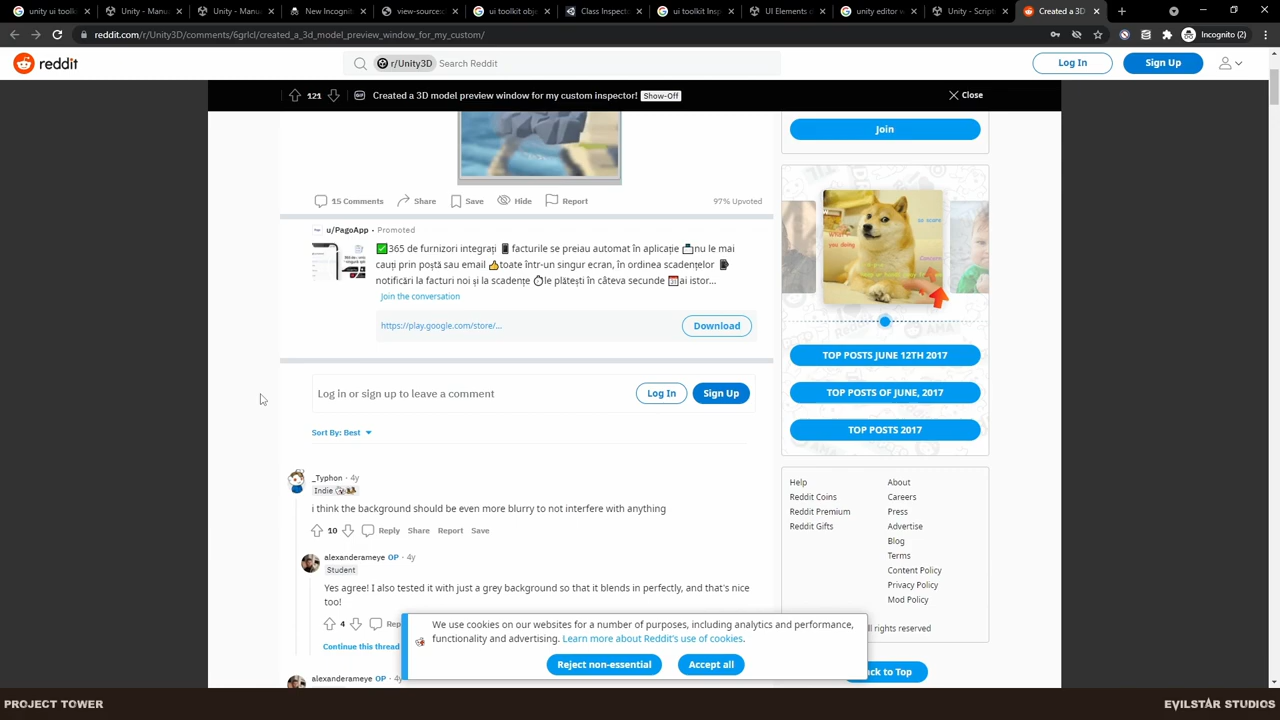 unity ui toolk
Unity - Manu
Unity - Manu
New Incognit
view-source:
ui toolkit obj
Class Inspect
ui toolkit Insp
UI Elements
unity editor w
Unity - Script
Created a 3D
reddit.com/r/Unity3D/comments/6grlcl/created_a_3d_model_preview_window_for_my_custom/
Incognito (2)
reddit
r/Unity3D Search Reddit
Log In
Sign Up
121
GIF
Created a 3D model preview window for my custom inspector! Show-Off
Close
Join
15 Comments
Share
Save
Hide
Report
97% Upvoted
u/PagoApp • Promoted
✅365 de furnizori integrați 📱facturile se preiau automat în aplicație 📩nu le mai
cauți prin poștă sau email 👍toate într-un singur ecran, în ordinea scadențelor
notificări la facturi noi și la scadențe ⏱le plătești în câteva secunde 📅ai istor...
Join the conversation
https://play.google.com/store/...
Download
TOP POSTS JUNE 12TH 2017
TOP POSTS OF JUNE, 2017
TOP POSTS 2017
Log in or sign up to leave a comment
Log In
Sign Up
Sort By: Best
Help
Reddit Coins
Reddit Premium
Reddit Gifts
About
Careers
Press
Advertise
Blog
Terms
Content Policy
Privacy Policy
Mod Policy
ll rights reserved
ck to Top
_Typhon · 4y
Indie
i think the background should be even more blurry to not interfere with anything
10
Reply
Share
Report
Save
alexanderameye OP · 4y
Student
Yes agree! I also tested it with just a grey background so that it blends in perfectly, and that's nice
too!
4
Rep
Continue this thread
alexanderameye OP · 4y
We use cookies on our websites for a number of purposes, including analytics and performance,
functionality and advertising. Learn more about Reddit's use of cookies.
Reject non-essential
Accept all
PROJECT TOWER
EVILSTAR STUDIOS